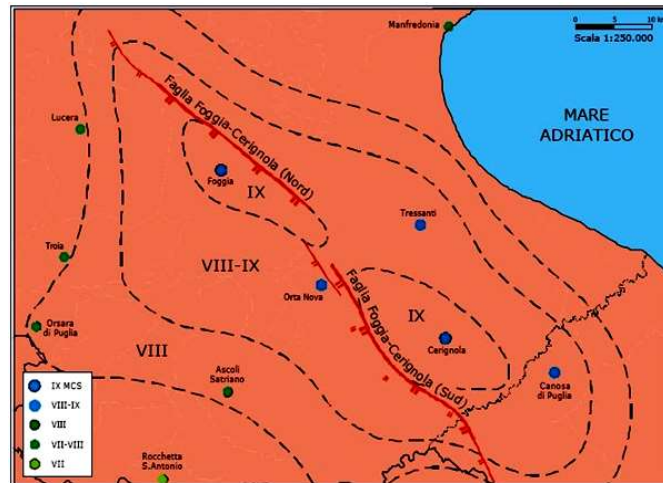 Manfredonia
0 5 10 km
Scala 1:250.000
MARE
ADRIATICO
Faglia Foggia-Cerignola (Nord)
Lucera
Foggia
IX
Tressanti
Troia
VIII-IX
Orta Nova
Faglia Foggia-Cerignola (Sud)
IX
Cerignola
Orsara
di Puglia
VIII
Ascoli
Satriano
Canosa
di Puglia
IX MCS
VIII-IX
VIII
VII-VIII
VII
Rocchetta
S.Antonio